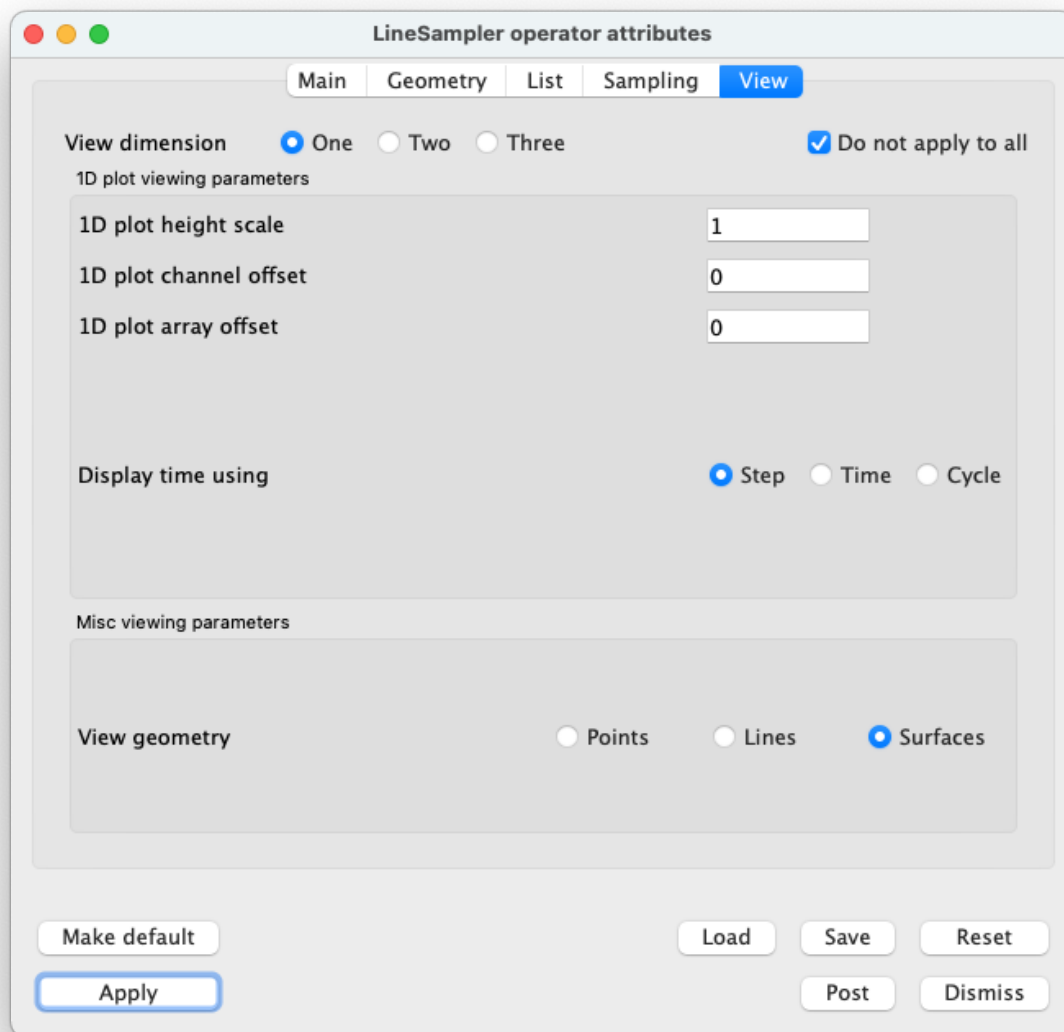 LineSampler operator attributes
Main Geometry List Sampling View
View dimension One Two Three Do not apply to all
1D plot viewing parameters
1D plot height scale 1
1D plot channel offset 0
1D plot array offset 0
Display time using Step Time Cycle
Misc viewing parameters
View geometry Points Lines Surfaces
Make default Load Save Reset
Apply Post Dismiss